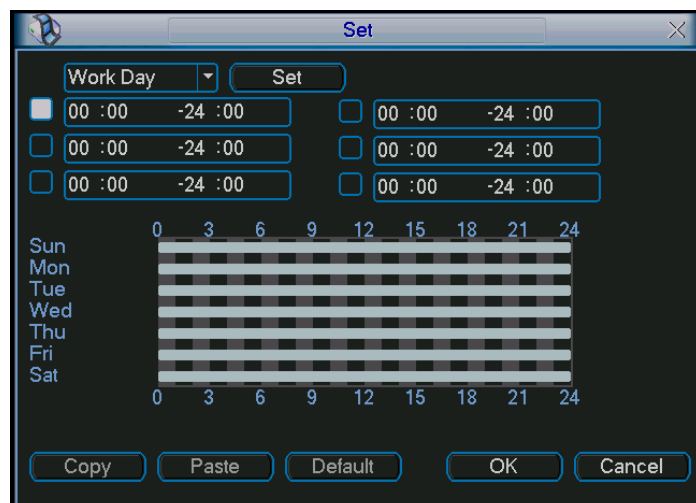 Set
Work Day Set
00 :00 -24 :00 00 :00 -24 :00
00 :00 -24 :00 00 :00 -24 :00
00 :00 -24 :00 00 :00 -24 :00
0 3 6 9 12 15 18 21 24
Sun
Mon
Tue
Wed
Thu
Fri
Sat
0 3 6 9 12 15 18 21 24
Copy Paste Default OK Cancel